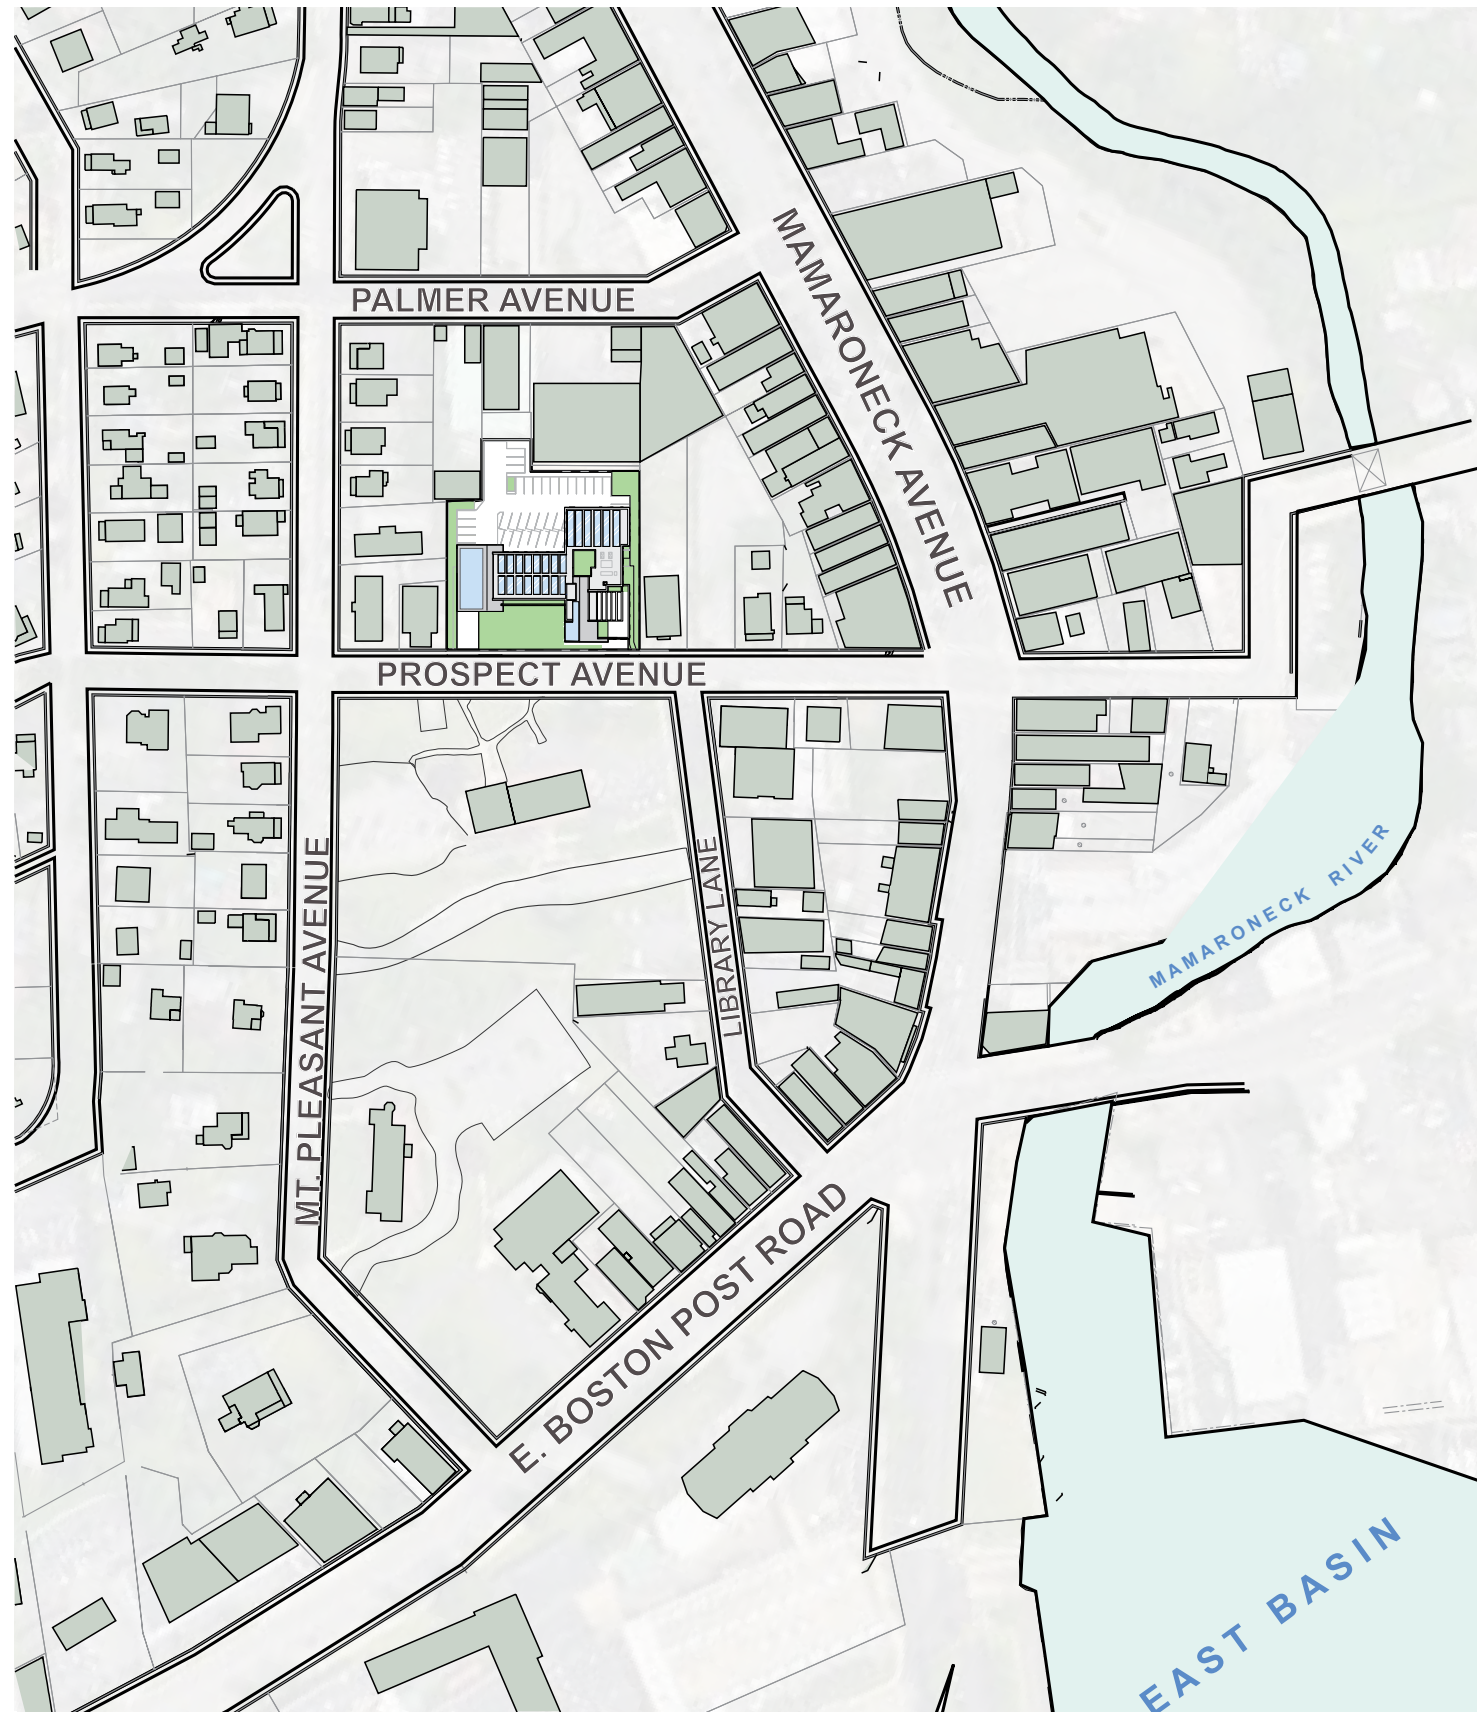 PALMER AVENUE
MAMARONECK AVENUE
PROSPECT AVENUE
MT. PLEASANT AVENUE
LIBRARY LANE
MAMARONECK RIVER
E. BOSTON POST ROAD
EAST BASIN